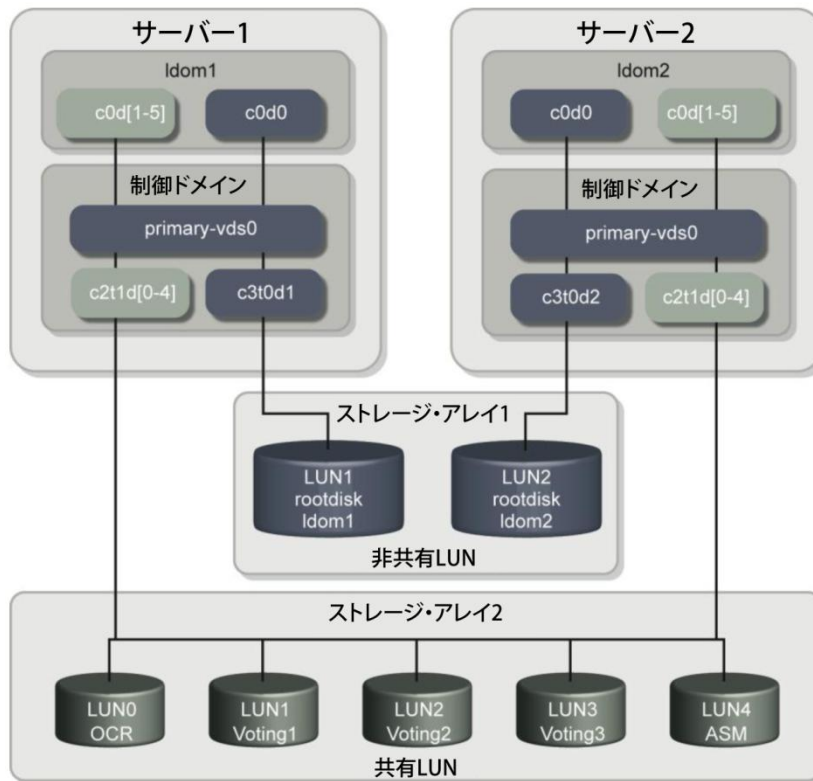 サーバー1
ldom1
c0d[1-5]
c0d0
制御ドメイン
primary-vds0
c2t1d[0-4]
c3t0d1
サーバー2
ldom2
c0d0
c0d[1-5]
制御ドメイン
primary-vds0
c3t0d2
c2t1d[0-4]
ストレージ・アレイ1
LUN1
rootdisk
ldom1
LUN2
rootdisk
ldom2
非共有LUN
ストレージ・アレイ2
LUN0
OCR
LUN1
Voting1
LUN2
Voting2
LUN3
Voting3
LUN4
ASM
共有LUN